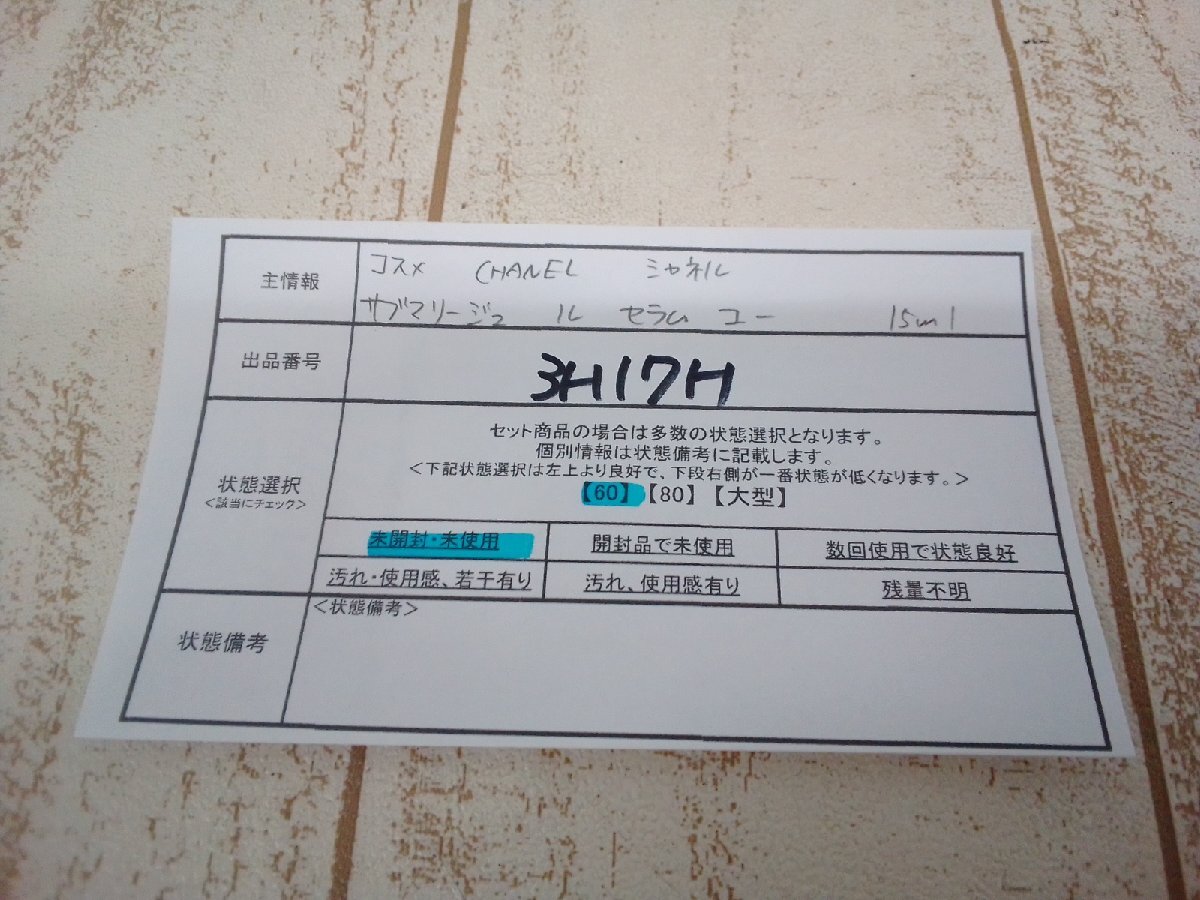 主情報
コスメ CHANEL シャネル
サブマリージュ ル セラム ユー 15ml
出品番号
3H17H
状態選択
<該当にチェック>
セット商品の場合は多数の状態選択となります。
個別情報は状態備考に記載します。
<下記状態選択は左上より良好で、下段右側が一番状態が低くなります。>
【60】【80】【大型】
未開封・未使用 開封品で未使用 数回使用で状態良好
汚れ・使用感、若干有り 汚れ、使用感有り 残量不明
状態備考
<状態備考>